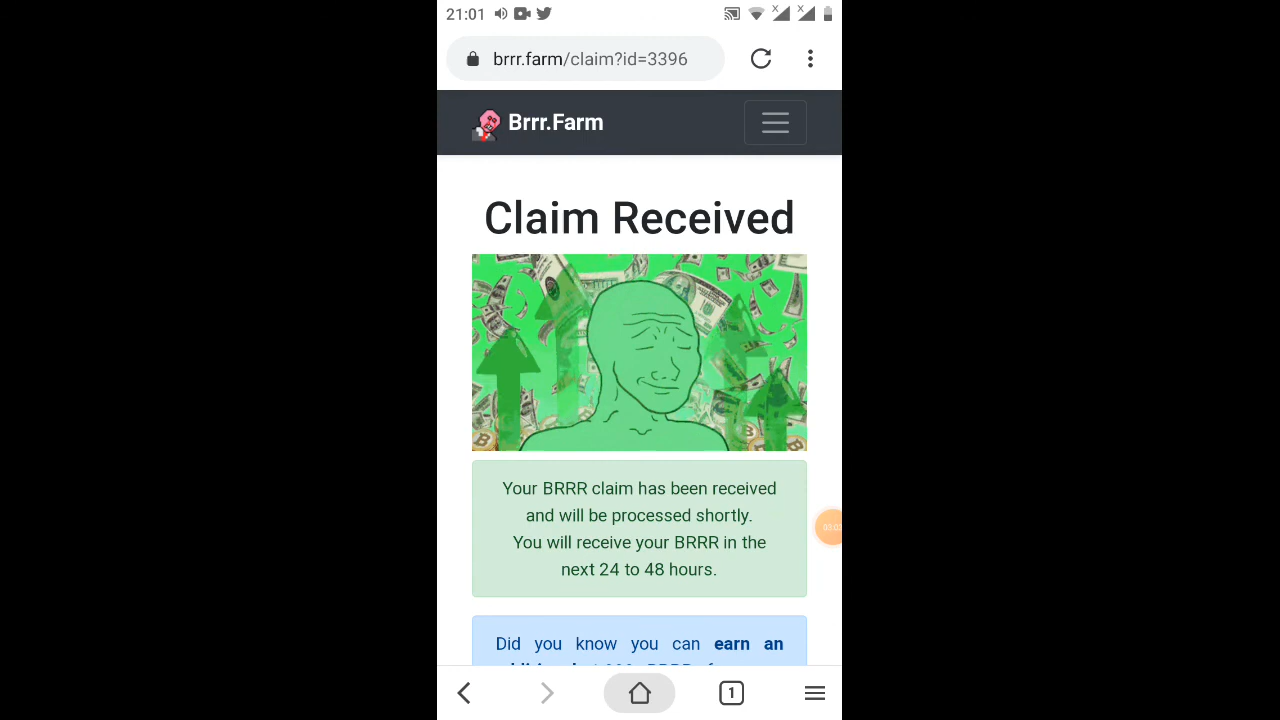 21:01
brrr.farm/claim?id=3396
Brrr.Farm
Claim Received
Your BRRR claim has been received
and will be processed shortly.
You will receive your BRRR in the
next 24 to 48 hours.
Did you know you can earn an
1